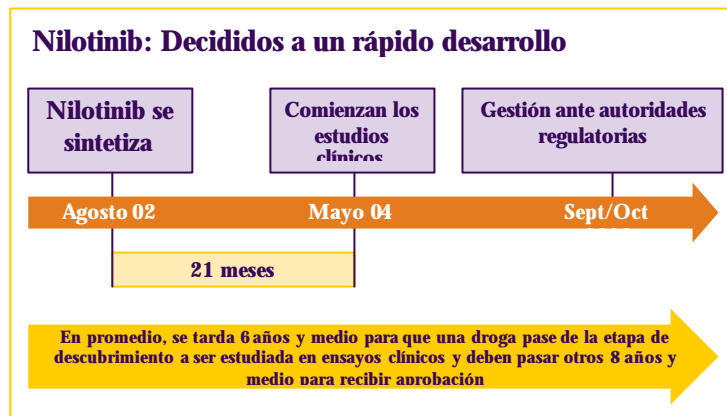 Nilotinib: Decididos a un rápido desarrollo
Nilotinib se
sintetiza
Comienzan los
estudios
clínicos
Gestión ante autoridades
regulatorias
Agosto 02
Mayo 04
Sept/Oct
21 meses
En promedio, se tarda 6 años y medio para que una droga pase de la etapa de
descubrimiento a ser estudiada en ensayos clínicos y deben pasar otros 8 años y
medio para recibir aprobación